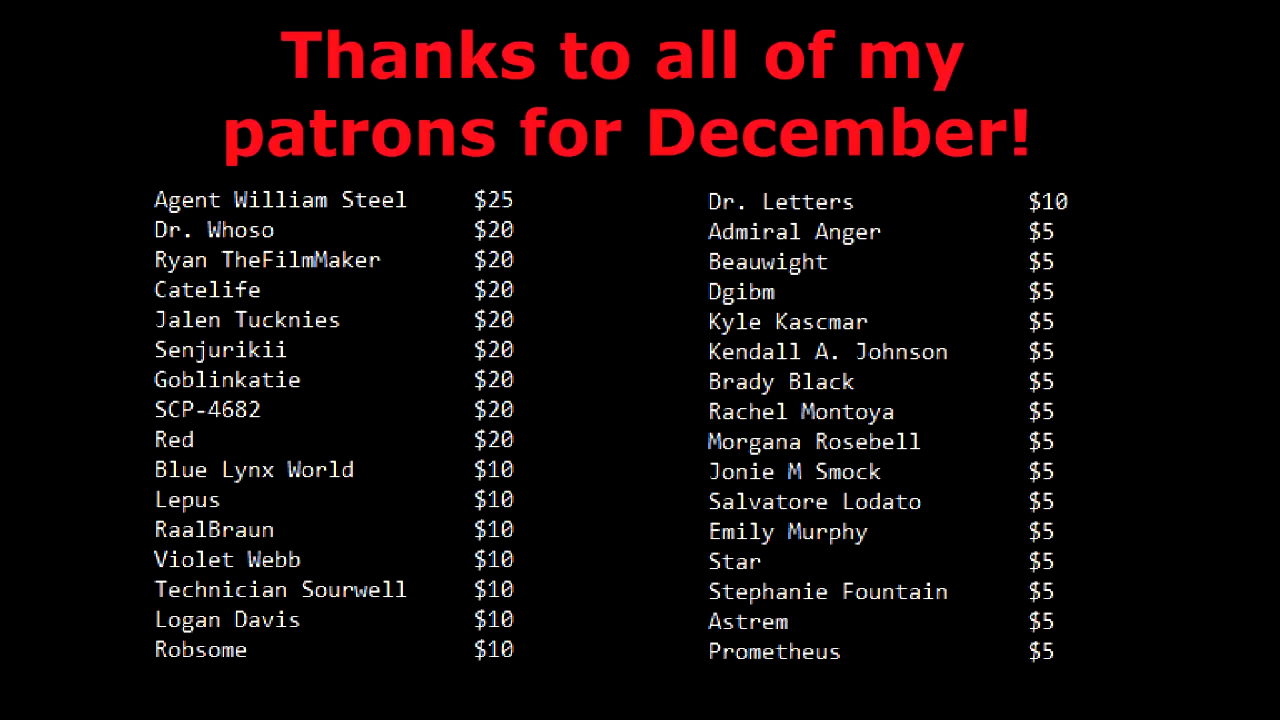 Thanks to all of my
patrons for December!
Agent William Steel $25
Dr. Whoso $20
Ryan TheFilmMaker $20
Catelife $20
Jalen Tucknies $20
Senjurikii $20
Goblinkatie $20
SCP-4682 $20
Red $20
Blue Lynx World $10
Lepus $10
RaalBraun $10
Violet Webb $10
Technician Sourwell $10
Logan Davis $10
Robsome $10
Dr. Letters $10
Admiral Anger $5
Beauwight $5
Dgibm $5
Kyle Kascmar $5
Kendall A. Johnson $5
Brady Black $5
Rachel Montoya $5
Morgana Rosebell $5
Jonie M Smock $5
Salvatore Lodato $5
Emily Murphy $5
Star $5
Stephanie Fountain $5
Astrem $5
Prometheus $5